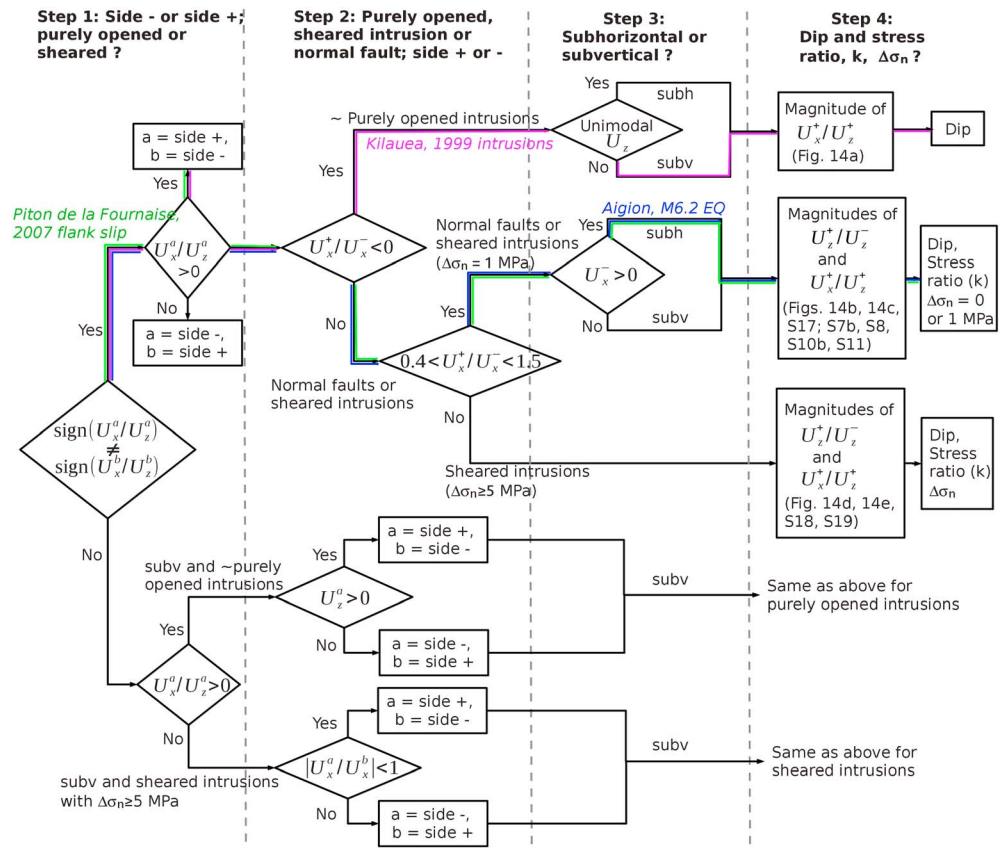 Step 1: Side - or side +;
purely opened or
sheared ?
Step 2: Purely opened,
sheared intrusion or
normal fault; side + or -
Step 3:
Subhorizontal or
subvertical ?
Step 4:
Dip and stress
ratio, k, Δσn ?
a = side +,
b = side -
Yes
Piton de la Fournaise,
2007 flank slip
U_x^a/U_z^a
>0
No
a = side -,
b = side +
Yes
sign(U_x^a/U_z^a)
≠
sign(U_x^b/U_z^b)
No
~ Purely opened intrusions
Kilauea, 1999 intrusions
Yes
U_x^+/U_x^-<0
No
Normal faults or
sheared intrusions
(Δσn = 1 MPa)
Yes
0.4<U_x^+/U_x^-<1.5
Normal faults or
sheared intrusions
No
Sheared intrusions
(Δσn≥5 MPa)
Yes
subh
Unimodal
U_z
No
subv
Aigion, M6.2 EQ
Yes
subh
U_x^->0
No
subv
Magnitude of
U_x^+/U_z^+
(Fig. 14a)
Dip
Magnitudes of
U_z^+/U_z^-
and
U_x^+/U_z^+
(Figs. 14b, 14c,
S17; S7b, S8,
S10b, S11)
Dip,
Stress
ratio (k)
Δσn = 0
or 1 MPa
Magnitudes of
U_z^+/U_z^-
and
U_x^+/U_z^+
(Fig. 14d, 14e,
S18, S19)
Dip,
Stress
ratio (k)
Δσn
subv and ~purely
opened intrusions
Yes
U_x^a/U_z^a>0
No
subv and sheared intrusions
with Δσn≥5 MPa
Yes
a = side +,
b = side -
U_z^a>0
No
a = side -,
b = side +
subv
Same as above for
purely opened intrusions
Yes
a = side +,
b = side -
|U_x^a/U_x^b|<1
No
a = side -,
b = side +
subv
Same as above for
sheared intrusions